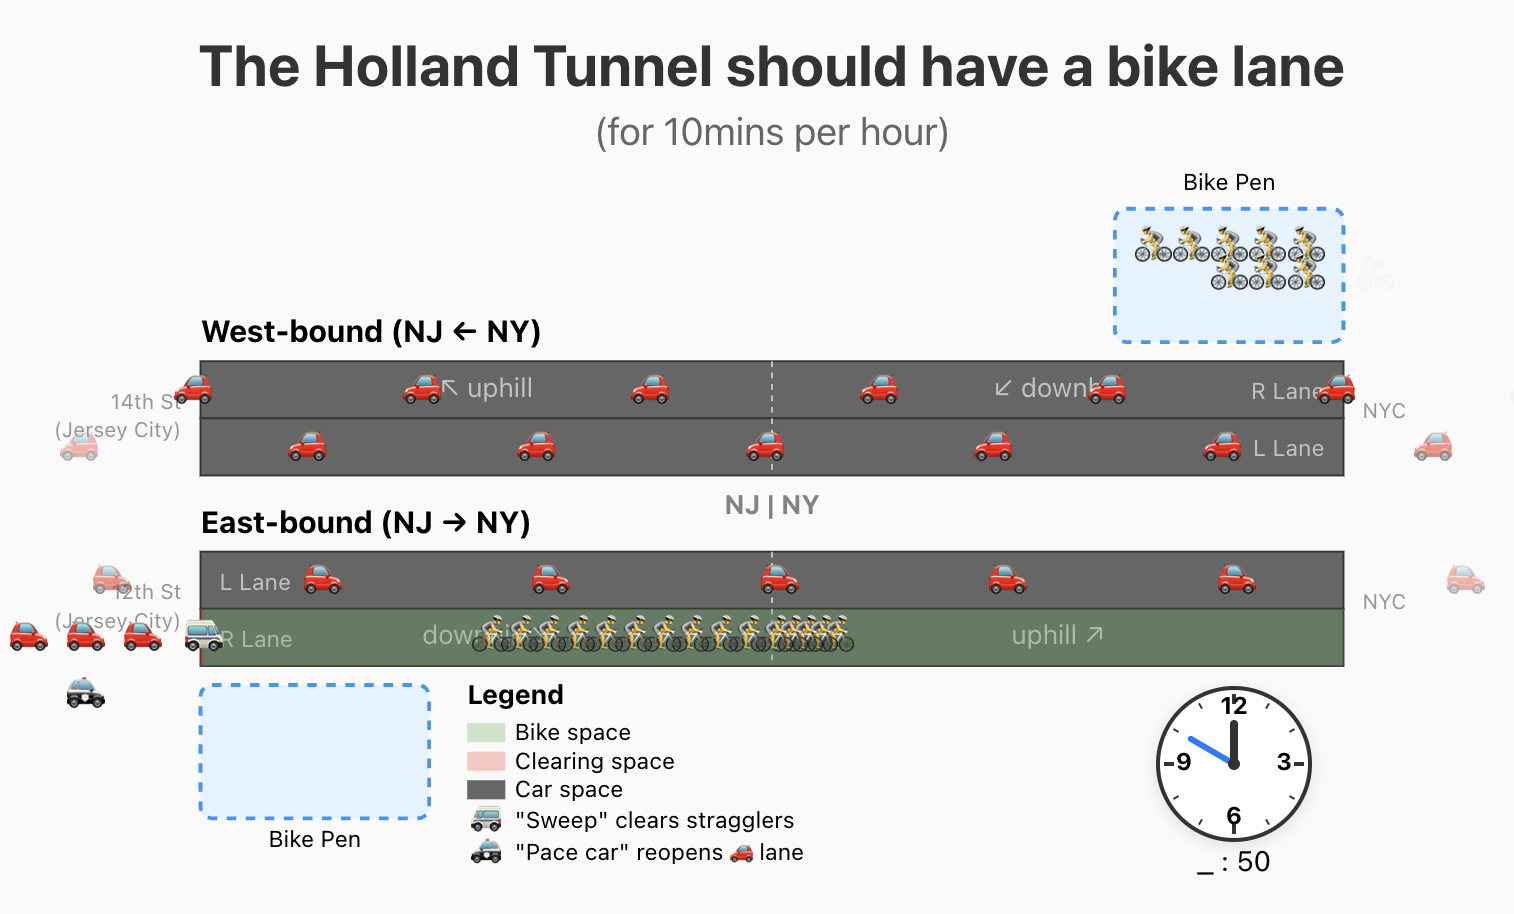 The Holland Tunnel should have a bike lane
(for 10mins per hour)
Bike Pen
West-bound (NJ ← NY)
↖ uphill
↙ downh
R Lane
14th St
(Jersey City)
NYC
L Lane
NJ | NY
East-bound (NJ → NY)
L Lane
12th St
(Jersey City)
NYC
R Lane
uphill ↗
Legend
Bike space
Clearing space
Car space
"Sweep" clears stragglers
"Pace car" reopens 🚗 lane
Bike Pen
12
9
3
6
_ : 50